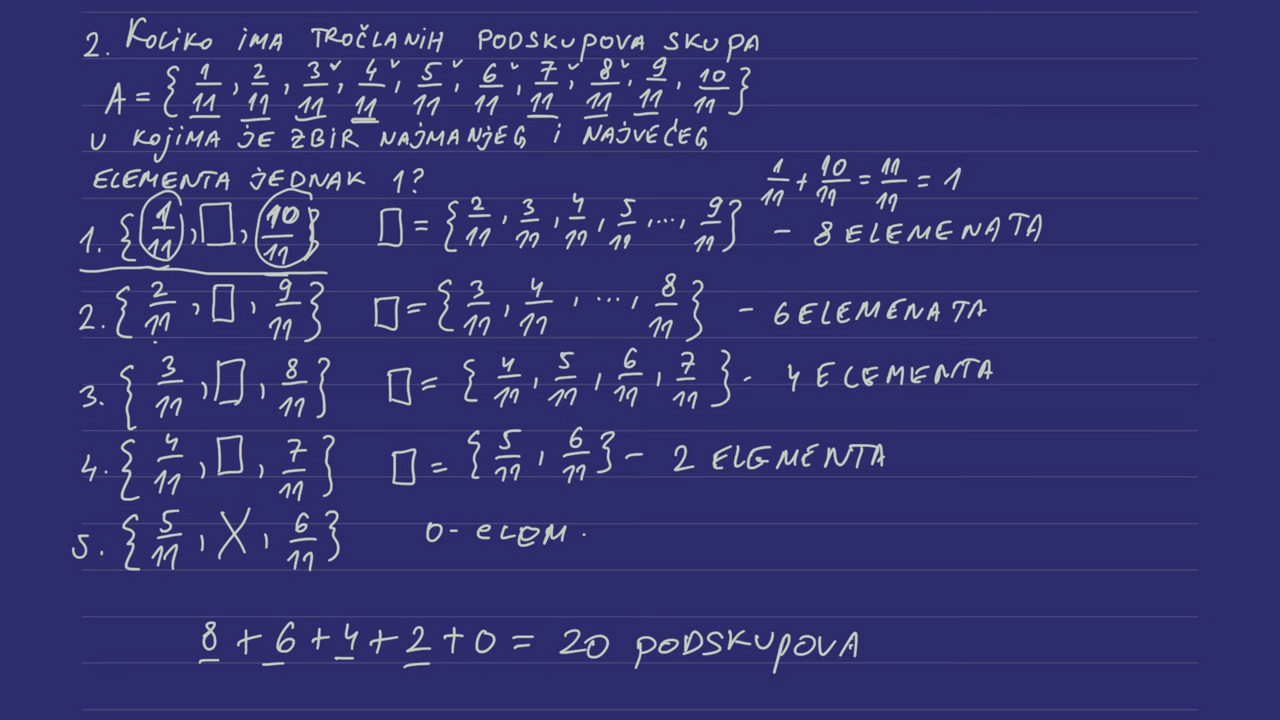 2. KOLIKO IMA TROČLANIH PODSKUPOVA SKUPA
A = { 1/11, 2/11, 3/11, 4/11, 5/11, 6/11, 7/11, 8/11, 9/11, 10/11 }
U KOJIMA JE ZBIR NAJMANJEG I NAJVEĆEG
ELEMENTA JEDNAK 1?
1/11 + 10/11 = 11/11 = 1
1. { 1/11, □, 10/11 } □ = { 2/11, 3/11, 4/11, 5/11, ..., 9/11 } - 8 ELEMENATA
2. { 2/11, □, 9/11 } □ = { 3/11, 4/11, ..., 8/11 } - 6 ELEMENATA
3. { 3/11, □, 8/11 } □ = { 4/11, 5/11, 6/11, 7/11 } - 4 ELEMENTA
4. { 4/11, □, 7/11 } □ = { 5/11, 6/11 } - 2 ELEMENTA
5. { 5/11, X, 6/11 } 0 - ELEM.
8 + 6 + 4 + 2 + 0 = 20 PODSKUPOVA